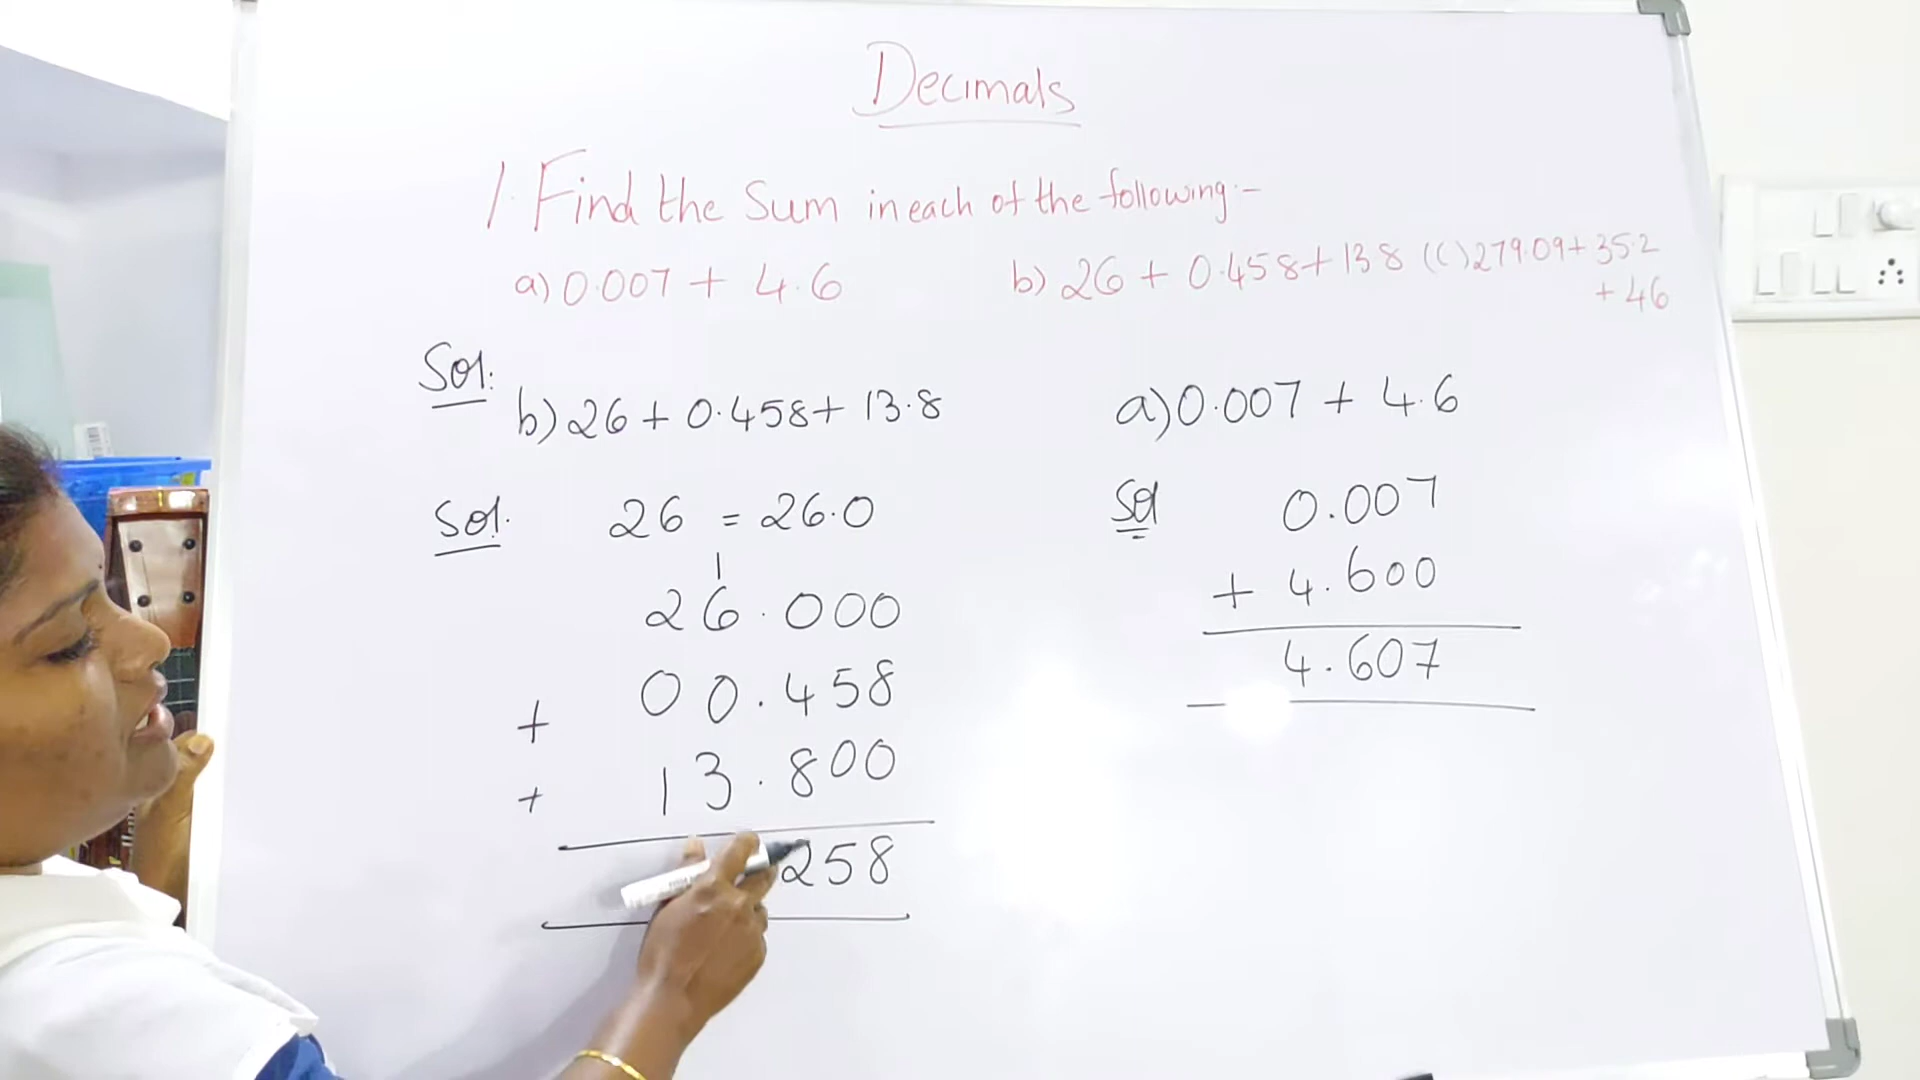 Decimals
1. Find the Sum in each of the following:-
a) 0.007 + 4.6 b) 26 + 0.458 + 13.8 (c) 279.09 + 35.2
+ 46
Sol:
b) 26 + 0.458 + 13.8
Sol. 26 = 26.0
1
26.000
+ 00.458
+ 13.800
258
a) 0.007 + 4.6
Sol 0.007
+ 4.600
4.607